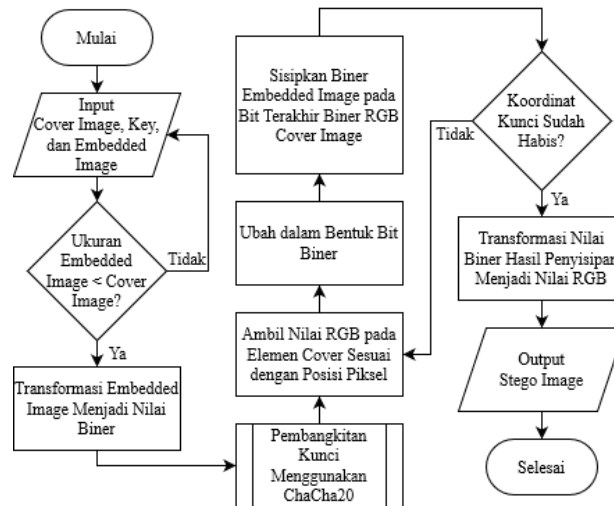 Mulai
Input
Cover Image, Key,
dan Embedded
Image
Ukuran
Embedded
Image < Cover
Image?
Tidak
Ya
Transformasi Embedded
Image Menjadi Nilai
Biner
Pembangkitan
Kunci
Menggunakan
ChaCha20
Ambil Nilai RGB pada
Elemen Cover Sesuai
dengan Posisi Piksel
Ubah dalam Bentuk Bit
Biner
Sisipkan Biner
Embedded Image pada
Bit Terakhir Biner RGB
Cover Image
Koordinat
Kunci Sudah
Habis?
Tidak
Ya
Transformasi Nilai
Biner Hasil Penyisipan
Menjadi Nilai RGB
Output
Stego Image
Selesai